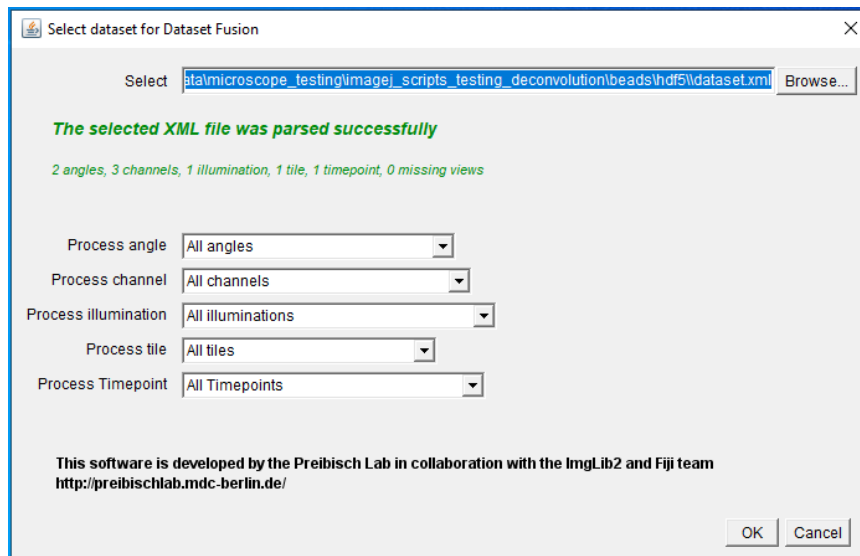 Select dataset for Dataset Fusion
Select ata\microscope_testing\imagej_scripts_testing_deconvolution\beads\hdf5\\dataset.xml Browse...
The selected XML file was parsed successfully
2 angles, 3 channels, 1 illumination, 1 tile, 1 timepoint, 0 missing views
Process angle All angles
Process channel All channels
Process illumination All illuminations
Process tile All tiles
Process Timepoint All Timepoints
This software is developed by the Preibisch Lab in collaboration with the ImgLib2 and Fiji team
http://preibischlab.mdc-berlin.de/
OK Cancel